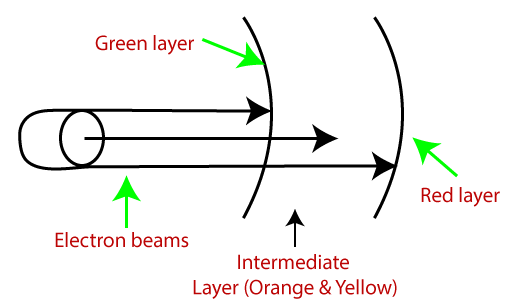 Green layer
Red layer
Electron beams
Intermediate
Layer (Orange & Yellow)